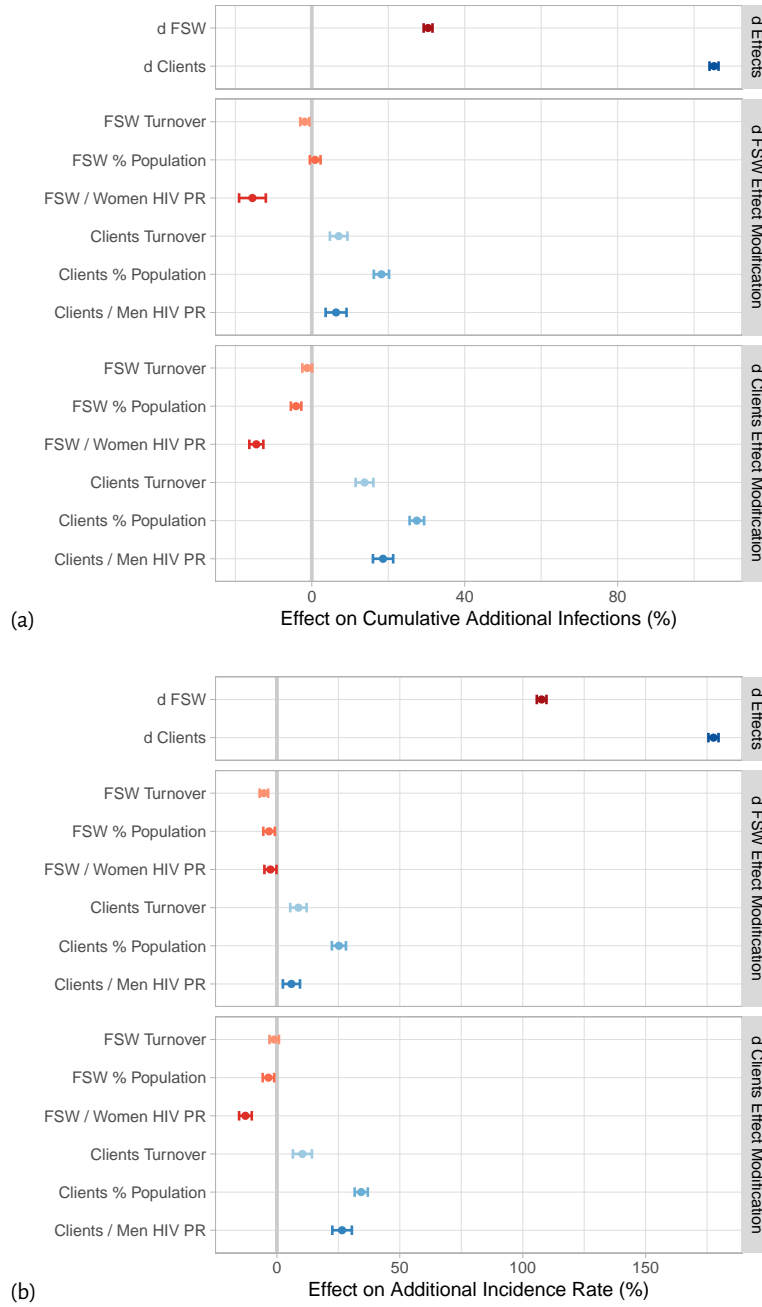 d FSW
d Clients
d Effects
FSW Turnover
FSW % Population
FSW / Women HIV PR
Clients Turnover
Clients % Population
Clients / Men HIV PR
d FSW Effect Modification
FSW Turnover
FSW % Population
FSW / Women HIV PR
Clients Turnover
Clients % Population
Clients / Men HIV PR
d Clients Effect Modification
0 40 80
(a) Effect on Cumulative Additional Infections (%)
d FSW
d Clients
d Effects
FSW Turnover
FSW % Population
FSW / Women HIV PR
Clients Turnover
Clients % Population
Clients / Men HIV PR
d FSW Effect Modification
FSW Turnover
FSW % Population
FSW / Women HIV PR
Clients Turnover
Clients % Population
Clients / Men HIV PR
d Clients Effect Modification
0 50 100 150
(b) Effect on Additional Incidence Rate (%)